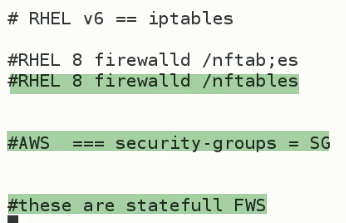 # RHEL v6 == iptables
#RHEL 8 firewalld /nftab;es
#RHEL 8 firewalld /nftables
#AWS  === security-groups = SG
#these are statefull FWS